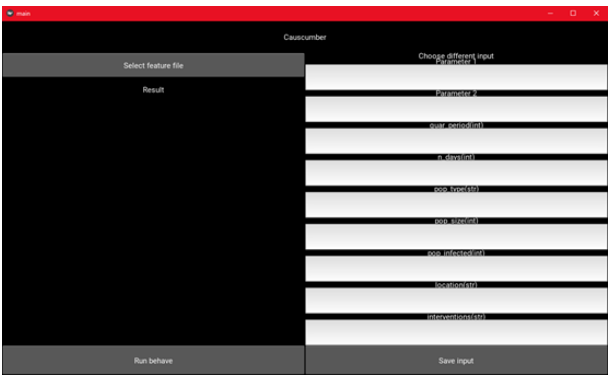 main
Causcumber
Select feature file
Result
Run behave
Choose different input
Parameter 1
Parameter 2
quar_period(int)
n_days(int)
pop_type(str)
pop_size(int)
pop_infected(int)
location(str)
interventions(str)
Save input